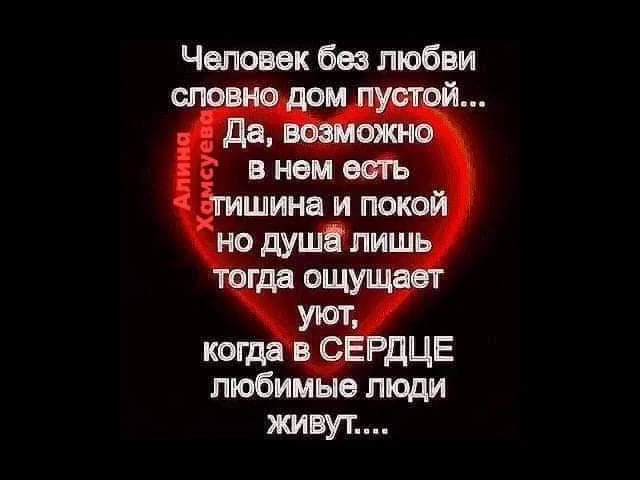 Человек без любви
словно дом пустой...
Да, возможно
в нем есть
тишина и покой
но душа лишь
тогда ощущает
уют,
когда в СЕРДЦЕ
любимые люди
живут....
Алина
Хамсуева